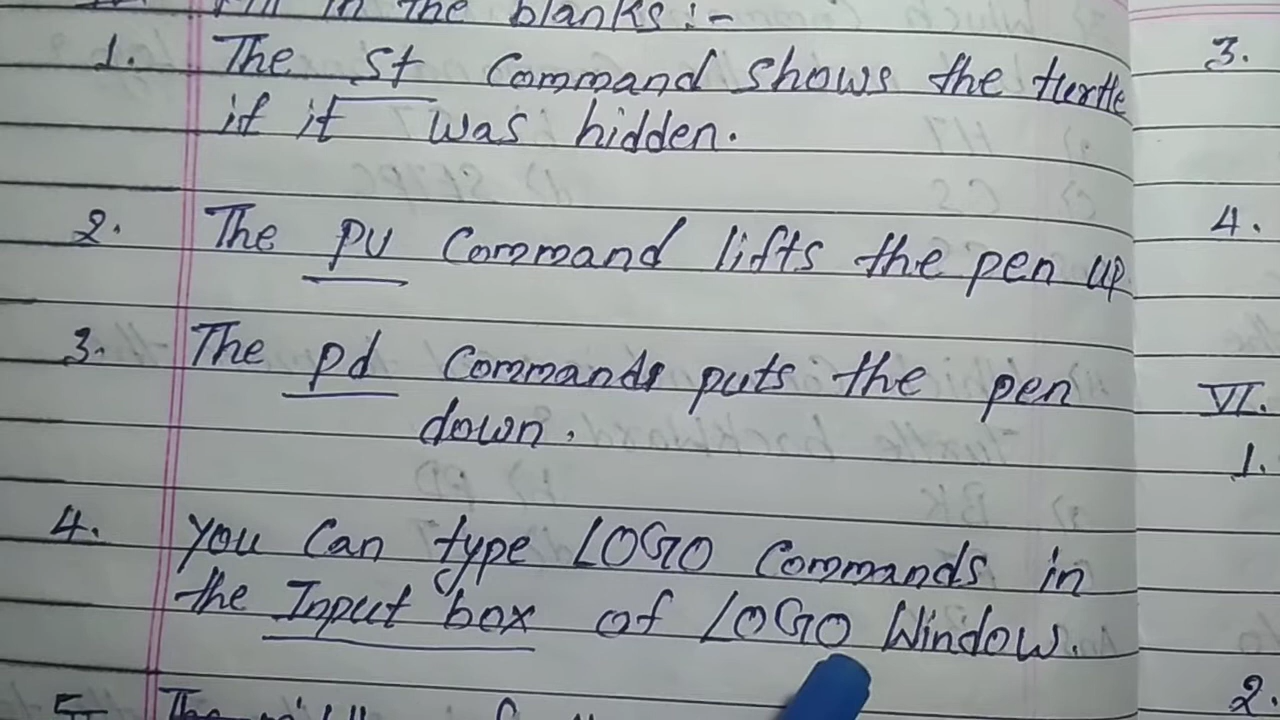 in the blanks:-
1. The st Command shows the turtle
if it was hidden.
2. The PU Command lifts the pen up
3. The pd Commands puts the pen
down.
4. You Can type LOGO Commands in
the Input box of LOGO Window.
5. The
3.
4.
VI.
1.
2.